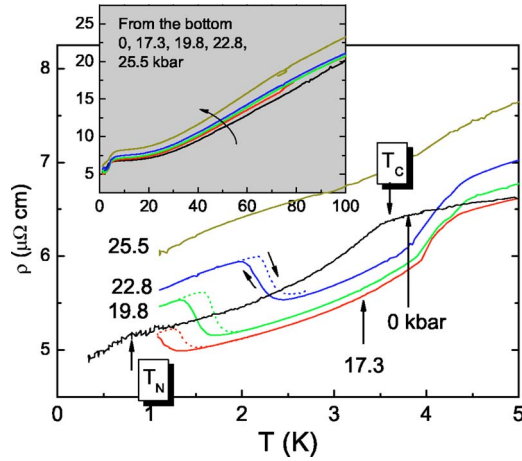 From the bottom
0, 17.3, 19.8, 22.8,
25.5 kbar
25
20
15
10
5
0 20 40 60 80 100
8
7
6
5
ρ (μΩ cm)
T_C
25.5
22.8
19.8
0 kbar
17.3
T_N
0 1 2 3 4 5
T (K)